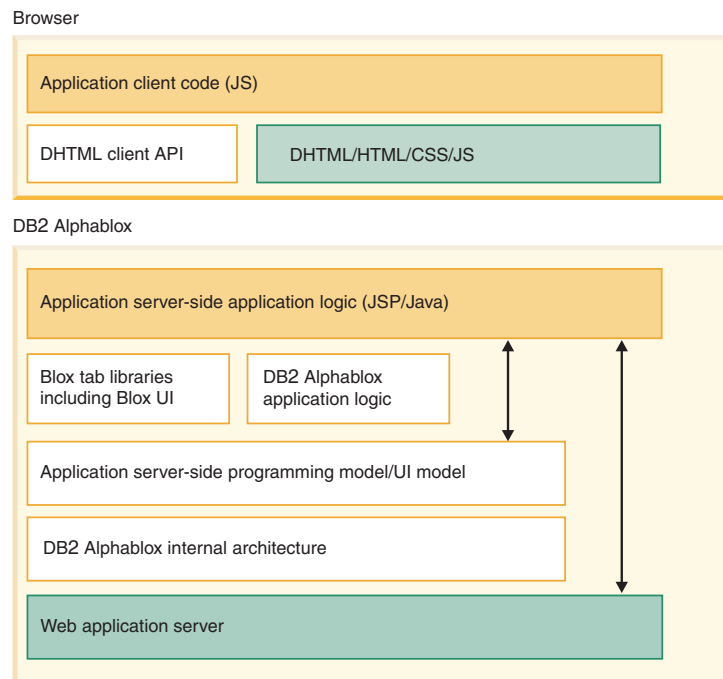 Browser
Application client code (JS)
DHTML client API
DHTML/HTML/CSS/JS
DB2 Alphablox
Application server-side application logic (JSP/Java)
Blox tab libraries
including Blox UI
DB2 Alphablox
application logic
Application server-side programming model/UI model
DB2 Alphablox internal architecture
Web application server